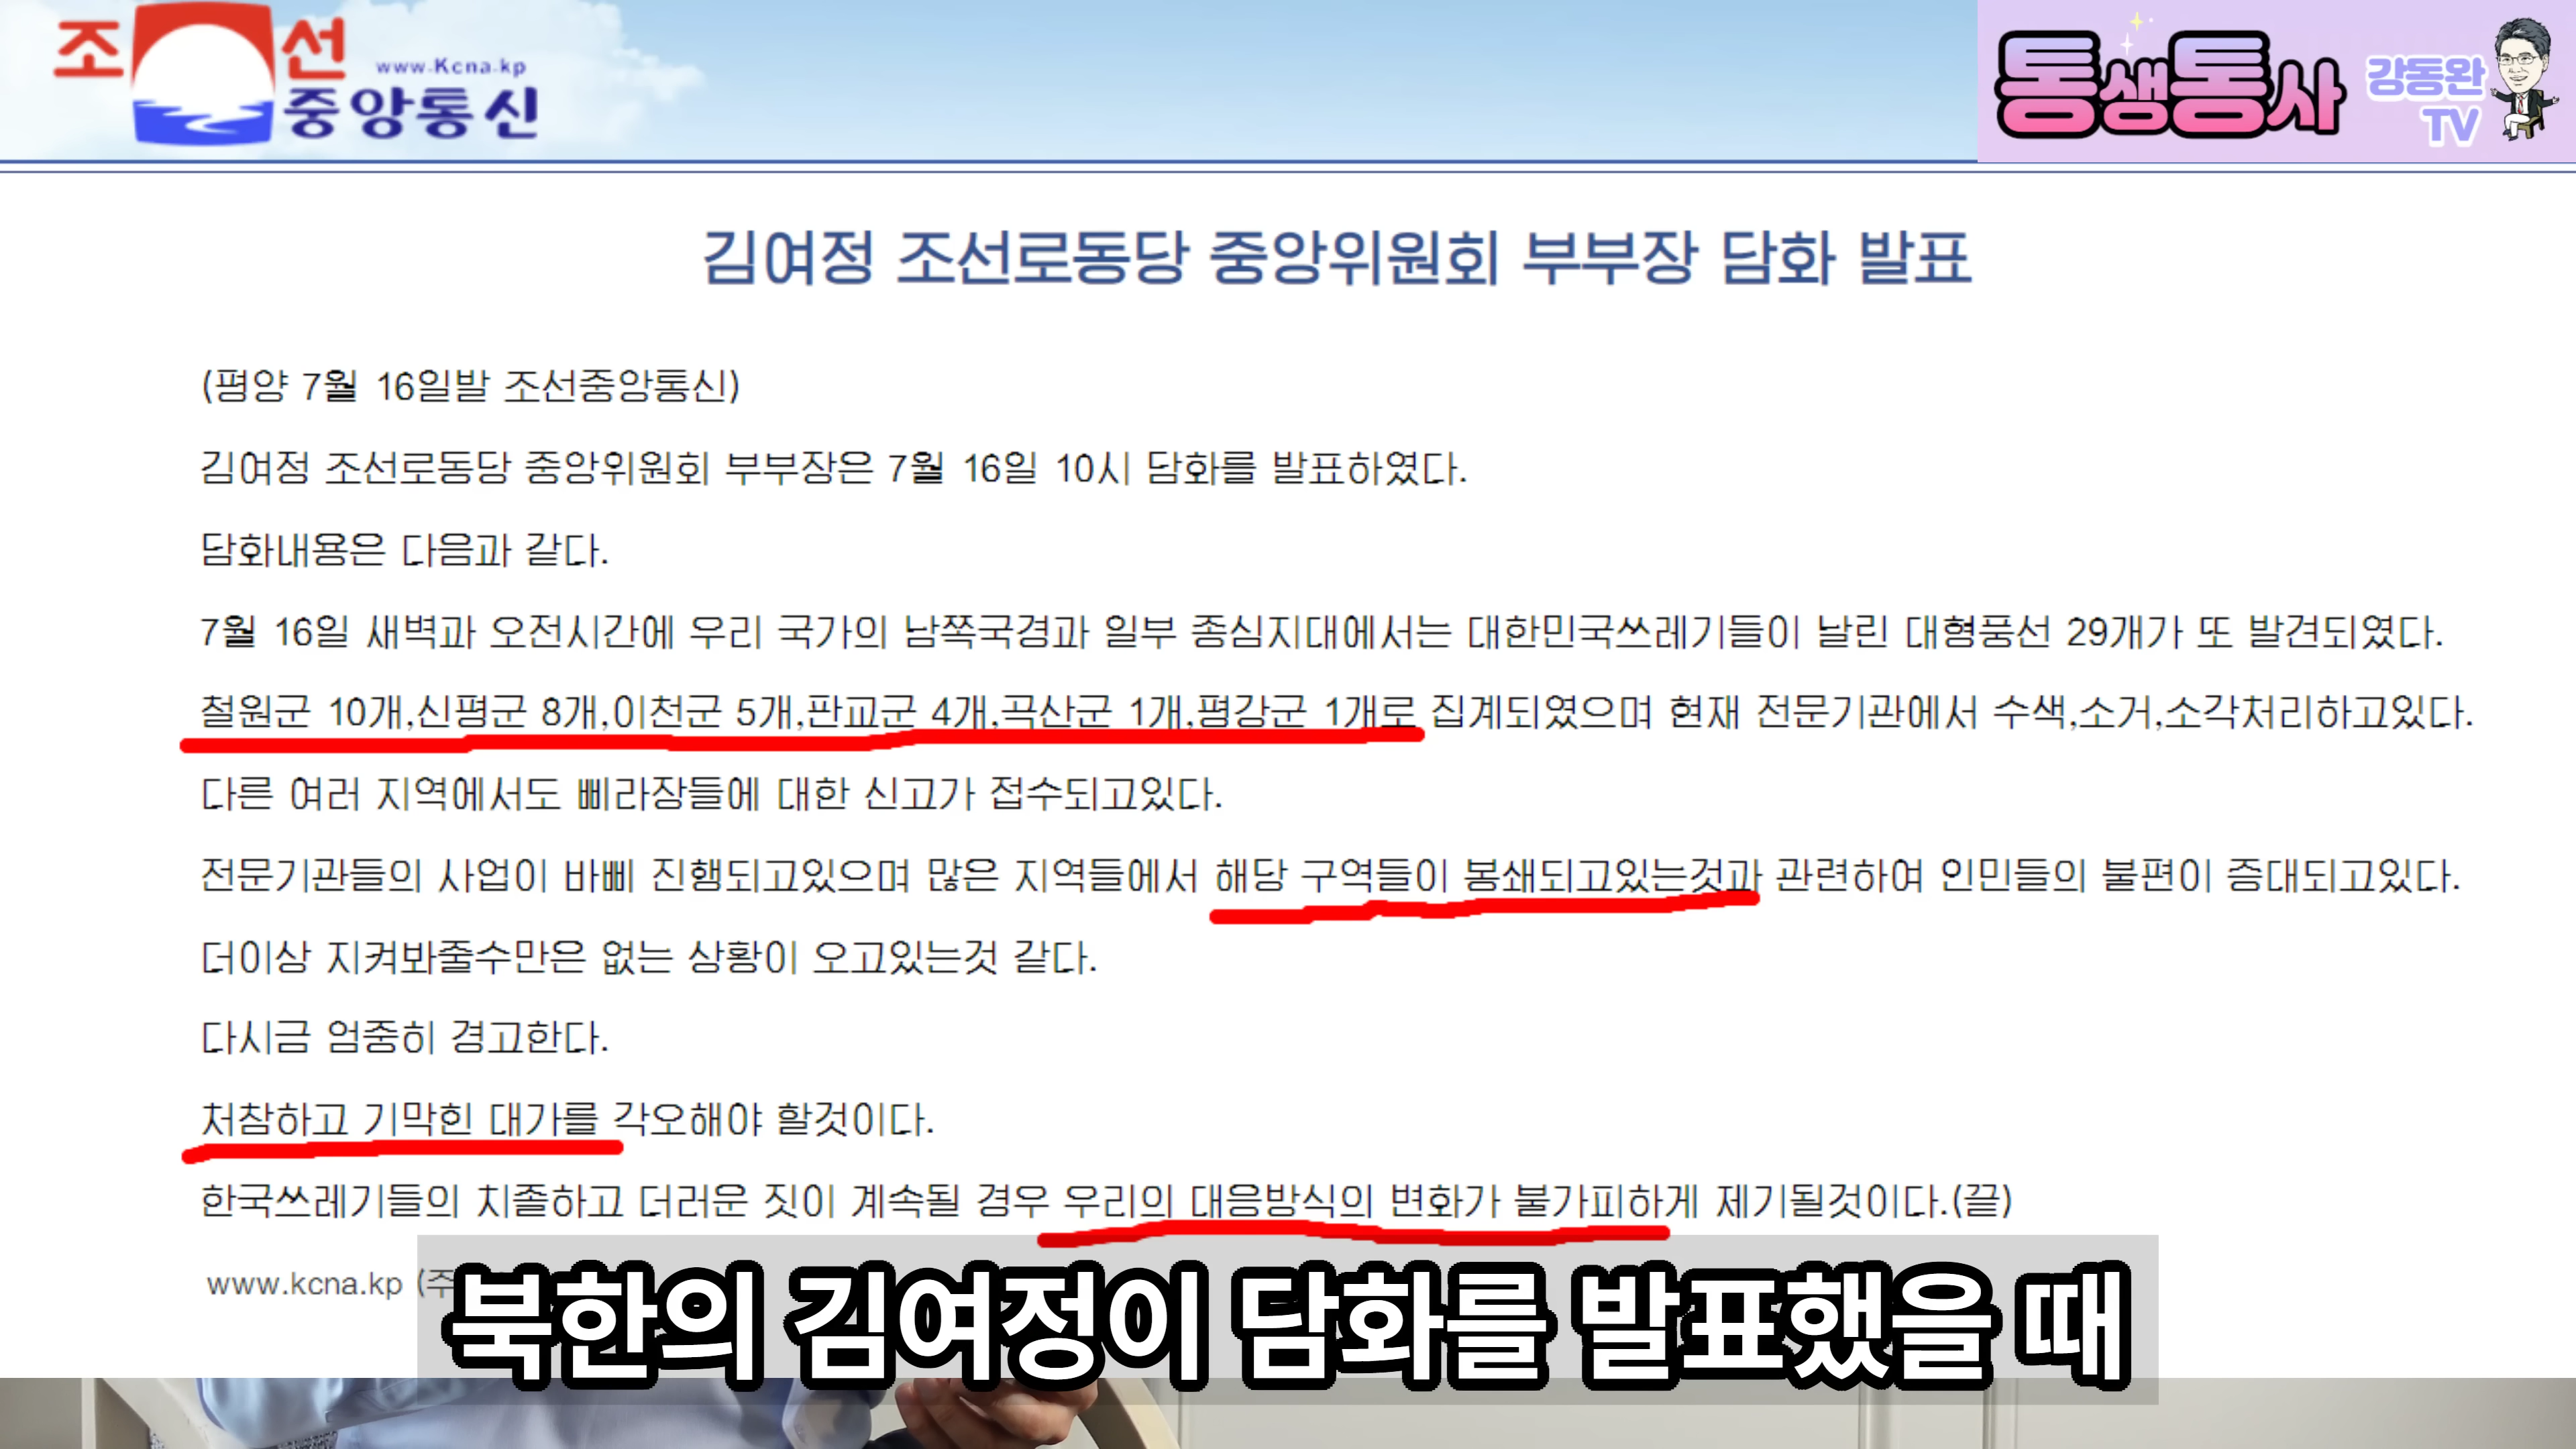 조선
www.Kcna.kp
중앙통신
통생통사
강동완
TV
김여정 조선로동당 중앙위원회 부부장 담화 발표
(평양 7월 16일발 조선중앙통신)
김여정 조선로동당 중앙위원회 부부장은 7월 16일 10시 담화를 발표하였다.
담화내용은 다음과 같다.
7월 16일 새벽과 오전시간에 우리 국가의 남쪽국경과 일부 종심지대에서는 대한민국쓰레기들이 날린 대형풍선 29개가 또 발견되였다.
철원군 10개,신평군 8개,이천군 5개,판교군 4개,곡산군 1개,평강군 1개로 집계되였으며 현재 전문기관에서 수색,소거,소각처리하고있다.
다른 여러 지역에서도 삐라장들에 대한 신고가 접수되고있다.
전문기관들의 사업이 바삐 진행되고있으며 많은 지역들에서 해당 구역들이 봉쇄되고있는것과 관련하여 인민들의 불편이 증대되고있다.
더이상 지켜봐줄수만은 없는 상황이 오고있는것 같다.
다시금 엄중히 경고한다.
처참하고 기막힌 대가를 각오해야 할것이다.
한국쓰레기들의 치졸하고 더러운 짓이 계속될 경우 우리의 대응방식의 변화가 불가피하게 제기될것이다.(끝)
www.kcna.kp (주
북한의 김여정이 담화를 발표했을 때